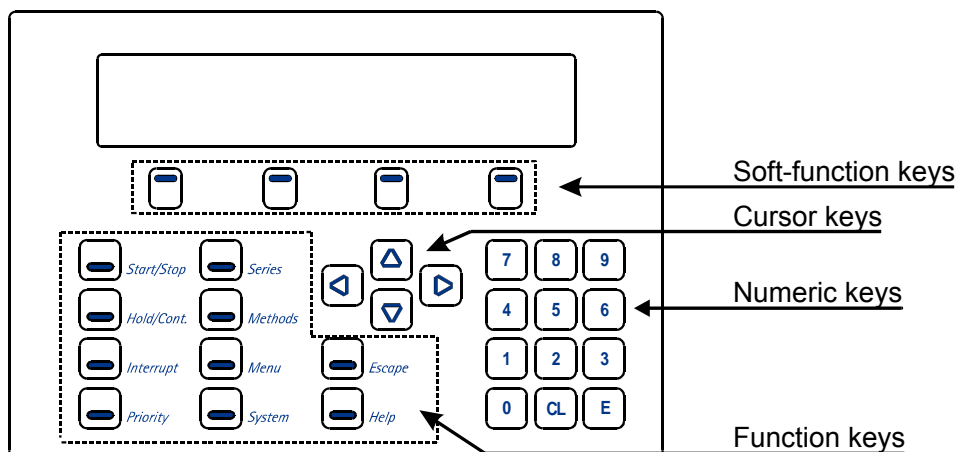 Soft-function keys
Cursor keys
Start/Stop Series 7 8 9
Hold/Cont. Methods 4 5 6 Numeric keys
Interrupt Menu Escape 1 2 3
Priority System Help 0 CL E
Function keys